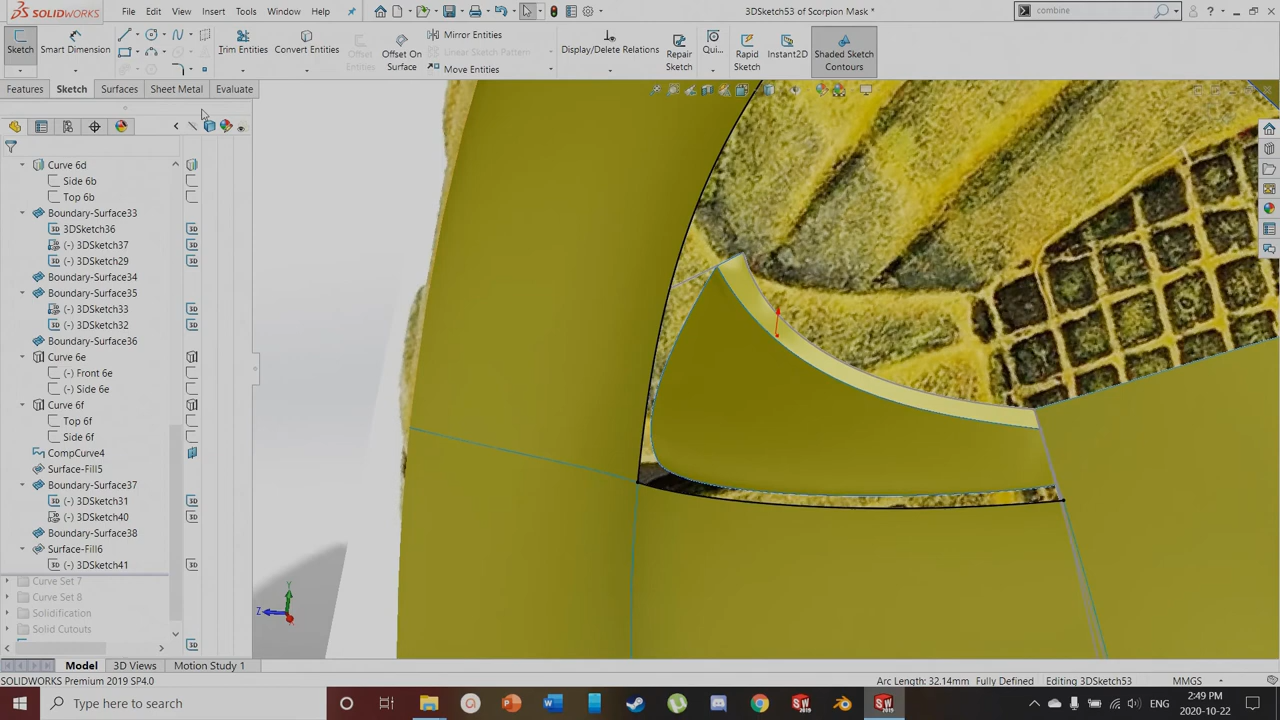 SOLIDWORKS File Edit View Insert Tools Window Help 3DSketch53 of Scorpion Mask * combine
Sketch Smart Dimension Trim Entities Convert Entities Offset Entities Offset On Surface Mirror Entities Linear Sketch Pattern Move Entities Display/Delete Relations Repair Sketch Qui... Rapid Sketch Instant2D Shaded Sketch Contours
Features Sketch Surfaces Sheet Metal Evaluate
Curve 6d
Side 6b
Top 6b
Boundary-Surface33
3DSketch36
(-) 3DSketch37
(-) 3DSketch29
Boundary-Surface34
Boundary-Surface35
(-) 3DSketch33
(-) 3DSketch32
Boundary-Surface36
Curve 6e
(-) Front 6e
(-) Side 6e
Curve 6f
Top 6f
Side 6f
CompCurve4
Surface-Fill5
Boundary-Surface37
(-) 3DSketch31
(-) 3DSketch40
Boundary-Surface38
Surface-Fill6
(-) 3DSketch41
Curve Set 7
Curve Set 8
Solidification
Solid Cutouts
Y
Z
Model 3D Views Motion Study 1
SOLIDWORKS Premium 2019 SP4.0 Arc Length: 32.14mm Fully Defined Editing 3DSketch53 MMGS
Type here to search ENG 2:49 PM 2020-10-22